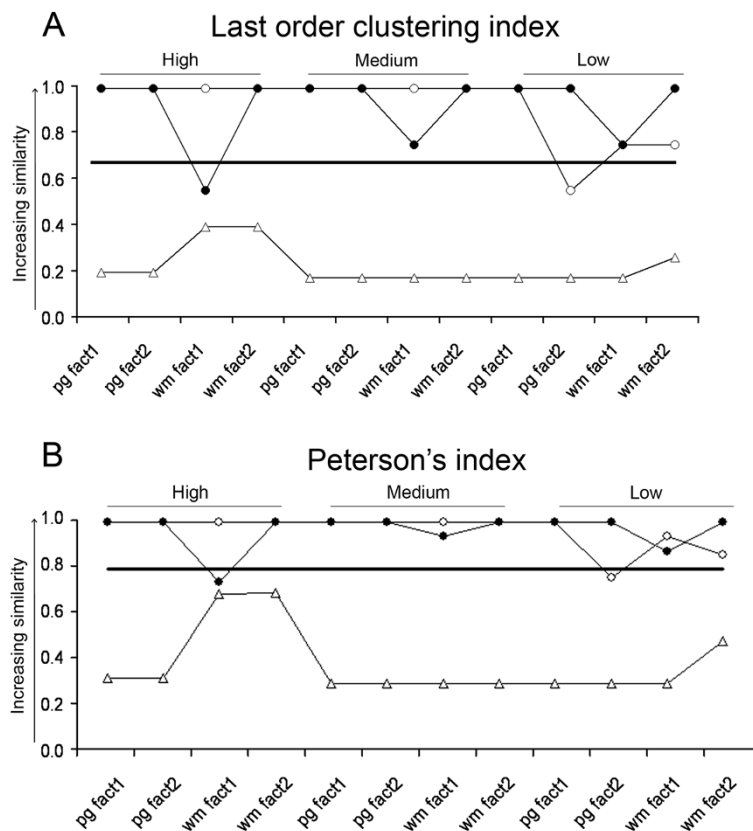 A
Last order clustering index
High Medium Low
Increasing similarity
1.0
0.8
0.6
0.4
0.2
0.0
pg fact1 pg fact2 wm fact1 wm fact2 pg fact1 pg fact2 wm fact1 wm fact2 pg fact1 pg fact2 wm fact1 wm fact2
B
Peterson's index
High Medium Low
Increasing similarity
1.0
0.8
0.6
0.4
0.2
0.0
pg fact1 pg fact2 wm fact1 wm fact2 pg fact1 pg fact2 wm fact1 wm fact2 pg fact1 pg fact2 wm fact1 wm fact2